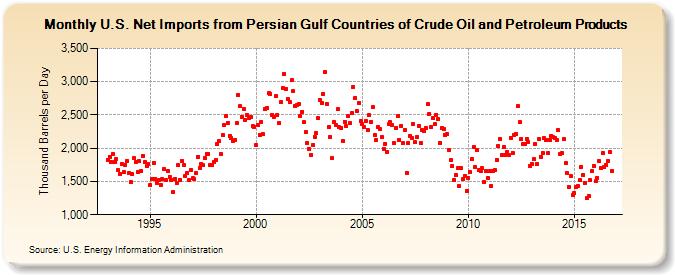 Monthly U.S. Net Imports from Persian Gulf Countries of Crude Oil and Petroleum Products
Thousand Barrels per Day
3,500
3,000
2,500
2,000
1,500
1,000
1995 2000 2005 2010 2015
Source: U.S. Energy Information Administration